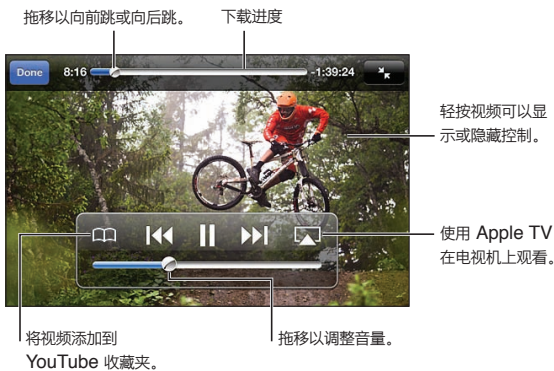 拖移以向前跳或向后跳。
下载进度
Done
8:16
-1:39:24
轻按视频可以显
示或隐藏控制。
使用 Apple TV
在电视机上观看。
将视频添加到
YouTube 收藏夹。
拖移以调整音量。